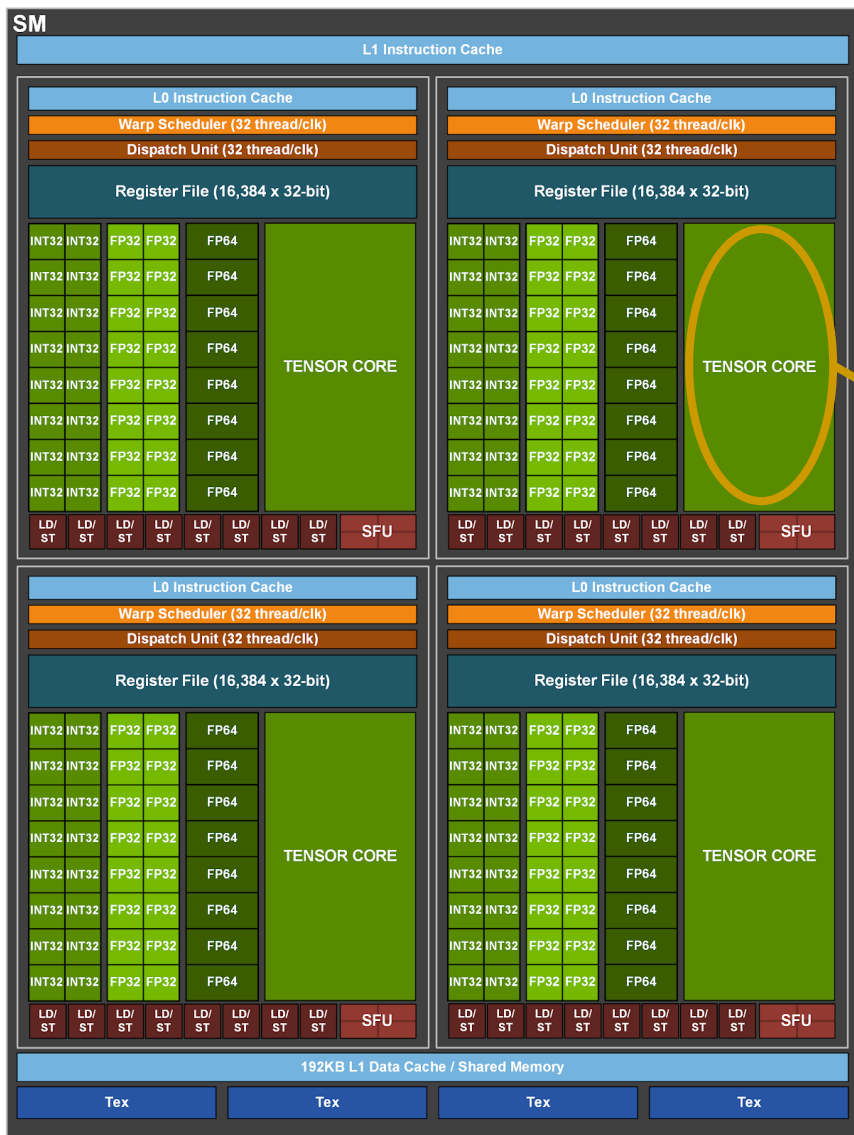 SM
L1 Instruction Cache
L0 Instruction Cache
Warp Scheduler (32 thread/clk)
Dispatch Unit (32 thread/clk)
Register File (16,384 x 32-bit)
INT32 INT32 FP32 FP32 FP64
INT32 INT32 FP32 FP32 FP64
INT32 INT32 FP32 FP32 FP64
INT32 INT32 FP32 FP32 FP64
TENSOR CORE
INT32 INT32 FP32 FP32 FP64
INT32 INT32 FP32 FP32 FP64
INT32 INT32 FP32 FP32 FP64
INT32 INT32 FP32 FP32 FP64
LD/ LD/ LD/ LD/ LD/ LD/ LD/ LD/
ST ST ST ST ST ST ST ST
SFU
L0 Instruction Cache
Warp Scheduler (32 thread/clk)
Dispatch Unit (32 thread/clk)
Register File (16,384 x 32-bit)
INT32 INT32 FP32 FP32 FP64
INT32 INT32 FP32 FP32 FP64
INT32 INT32 FP32 FP32 FP64
INT32 INT32 FP32 FP32 FP64
TENSOR CORE
INT32 INT32 FP32 FP32 FP64
INT32 INT32 FP32 FP32 FP64
INT32 INT32 FP32 FP32 FP64
INT32 INT32 FP32 FP32 FP64
LD/ LD/ LD/ LD/ LD/ LD/ LD/ LD/
ST ST ST ST ST ST ST ST
SFU
L0 Instruction Cache
Warp Scheduler (32 thread/clk)
Dispatch Unit (32 thread/clk)
Register File (16,384 x 32-bit)
INT32 INT32 FP32 FP32 FP64
INT32 INT32 FP32 FP32 FP64
INT32 INT32 FP32 FP32 FP64
INT32 INT32 FP32 FP32 FP64
TENSOR CORE
INT32 INT32 FP32 FP32 FP64
INT32 INT32 FP32 FP32 FP64
INT32 INT32 FP32 FP32 FP64
INT32 INT32 FP32 FP32 FP64
LD/ LD/ LD/ LD/ LD/ LD/ LD/ LD/
ST ST ST ST ST ST ST ST
SFU
L0 Instruction Cache
Warp Scheduler (32 thread/clk)
Dispatch Unit (32 thread/clk)
Register File (16,384 x 32-bit)
INT32 INT32 FP32 FP32 FP64
INT32 INT32 FP32 FP32 FP64
INT32 INT32 FP32 FP32 FP64
INT32 INT32 FP32 FP32 FP64
TENSOR CORE
INT32 INT32 FP32 FP32 FP64
INT32 INT32 FP32 FP32 FP64
INT32 INT32 FP32 FP32 FP64
INT32 INT32 FP32 FP32 FP64
LD/ LD/ LD/ LD/ LD/ LD/ LD/ LD/
ST ST ST ST ST ST ST ST
SFU
192KB L1 Data Cache / Shared Memory
Tex Tex Tex Tex